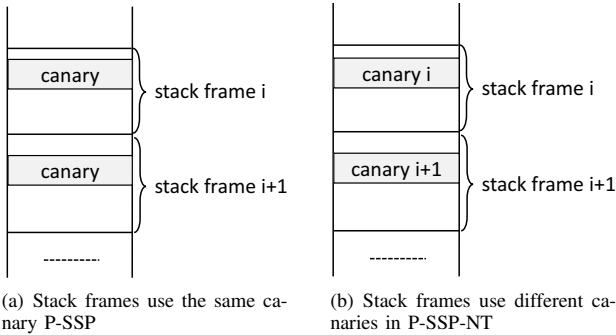 canary
stack frame i
canary
stack frame i+1
canary i
stack frame i
canary i+1
stack frame i+1
(a) Stack frames use the same ca-
nary P-SSP
(b) Stack frames use different ca-
naries in P-SSP-NT